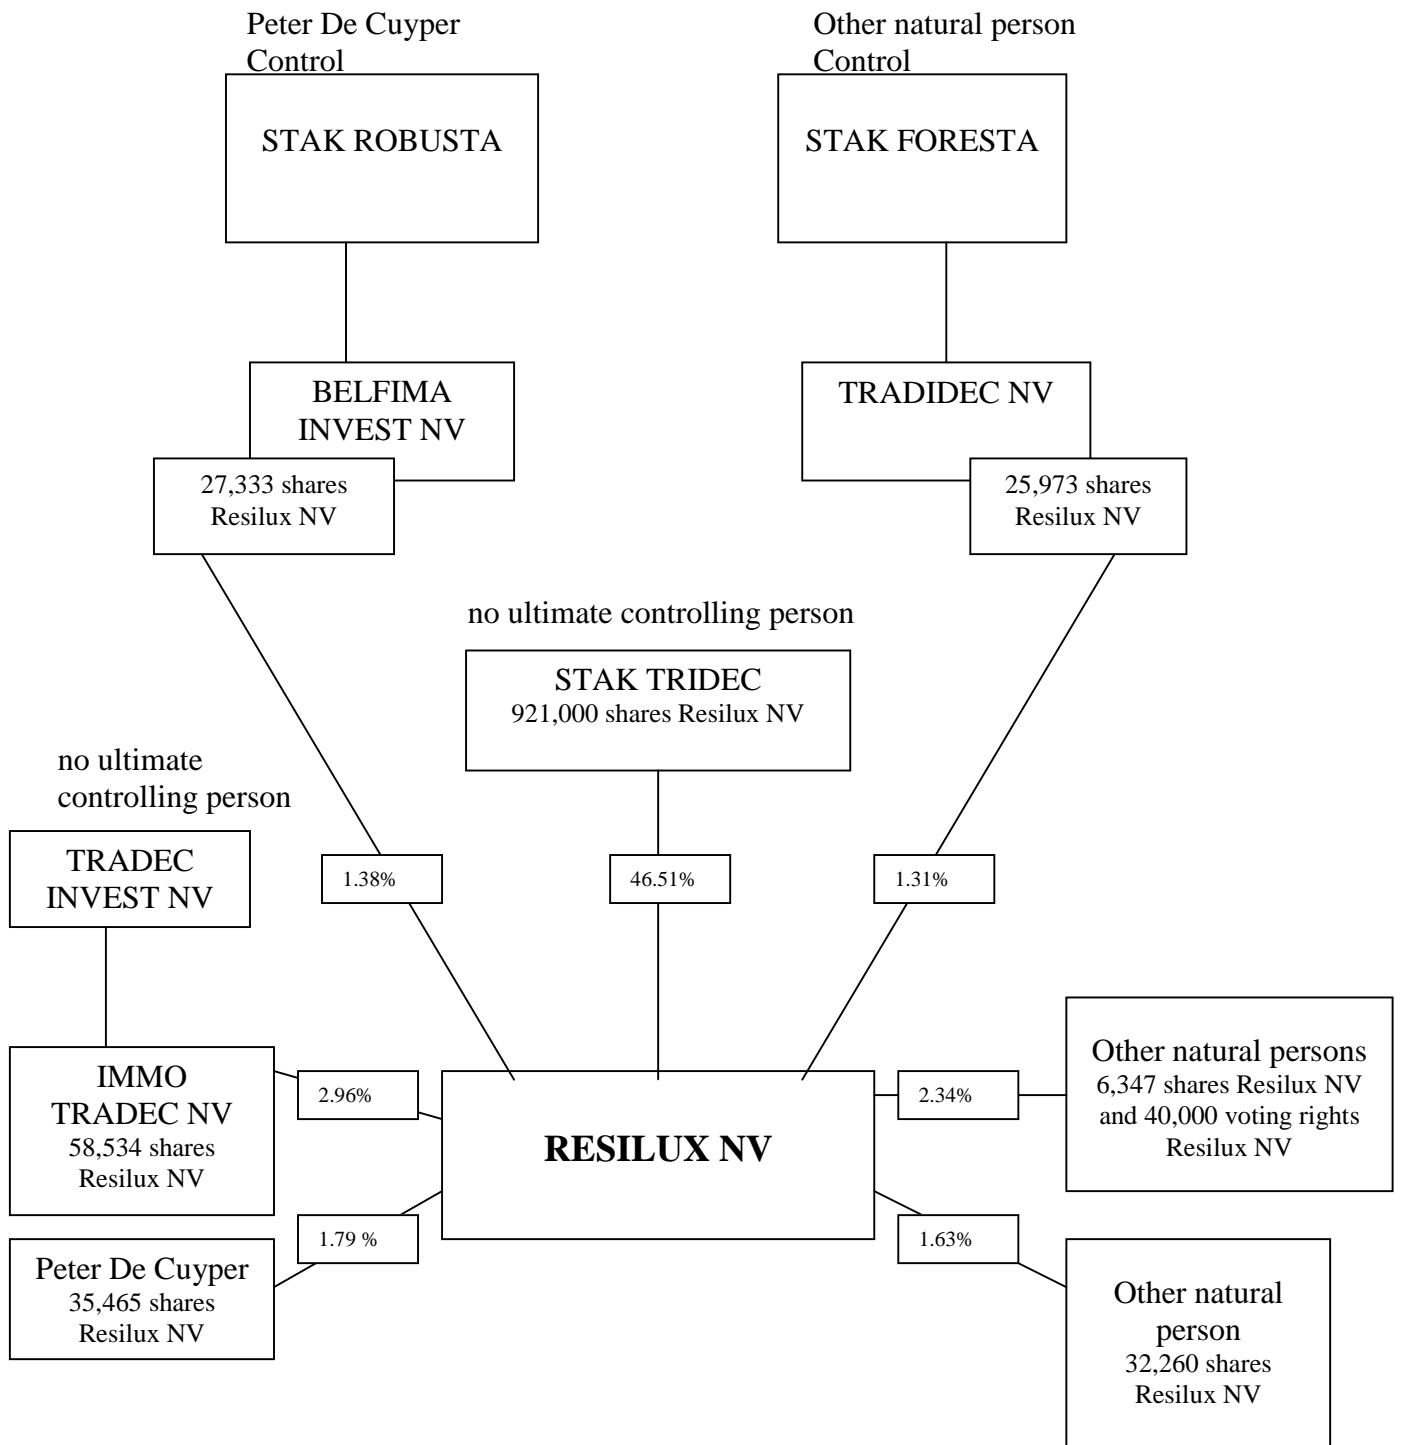 Peter De Cuyper
Control
Other natural person
Control
STAK ROBUSTA
STAK FORESTA
BELFIMA
INVEST NV
TRADIDEC NV
27,333 shares
Resilux NV
25,973 shares
Resilux NV
no ultimate controlling person
STAK TRIDEC
921,000 shares Resilux NV
no ultimate
controlling person
TRADEC
INVEST NV
1.38%
46.51%
1.31%
IMMO
TRADEC NV
58,534 shares
Resilux NV
2.96%
RESILUX NV
2.34%
Other natural persons
6,347 shares Resilux NV
and 40,000 voting rights
Resilux NV
1.79 %
1.63%
Peter De Cuyper
35,465 shares
Resilux NV
Other natural
person
32,260 shares
Resilux NV